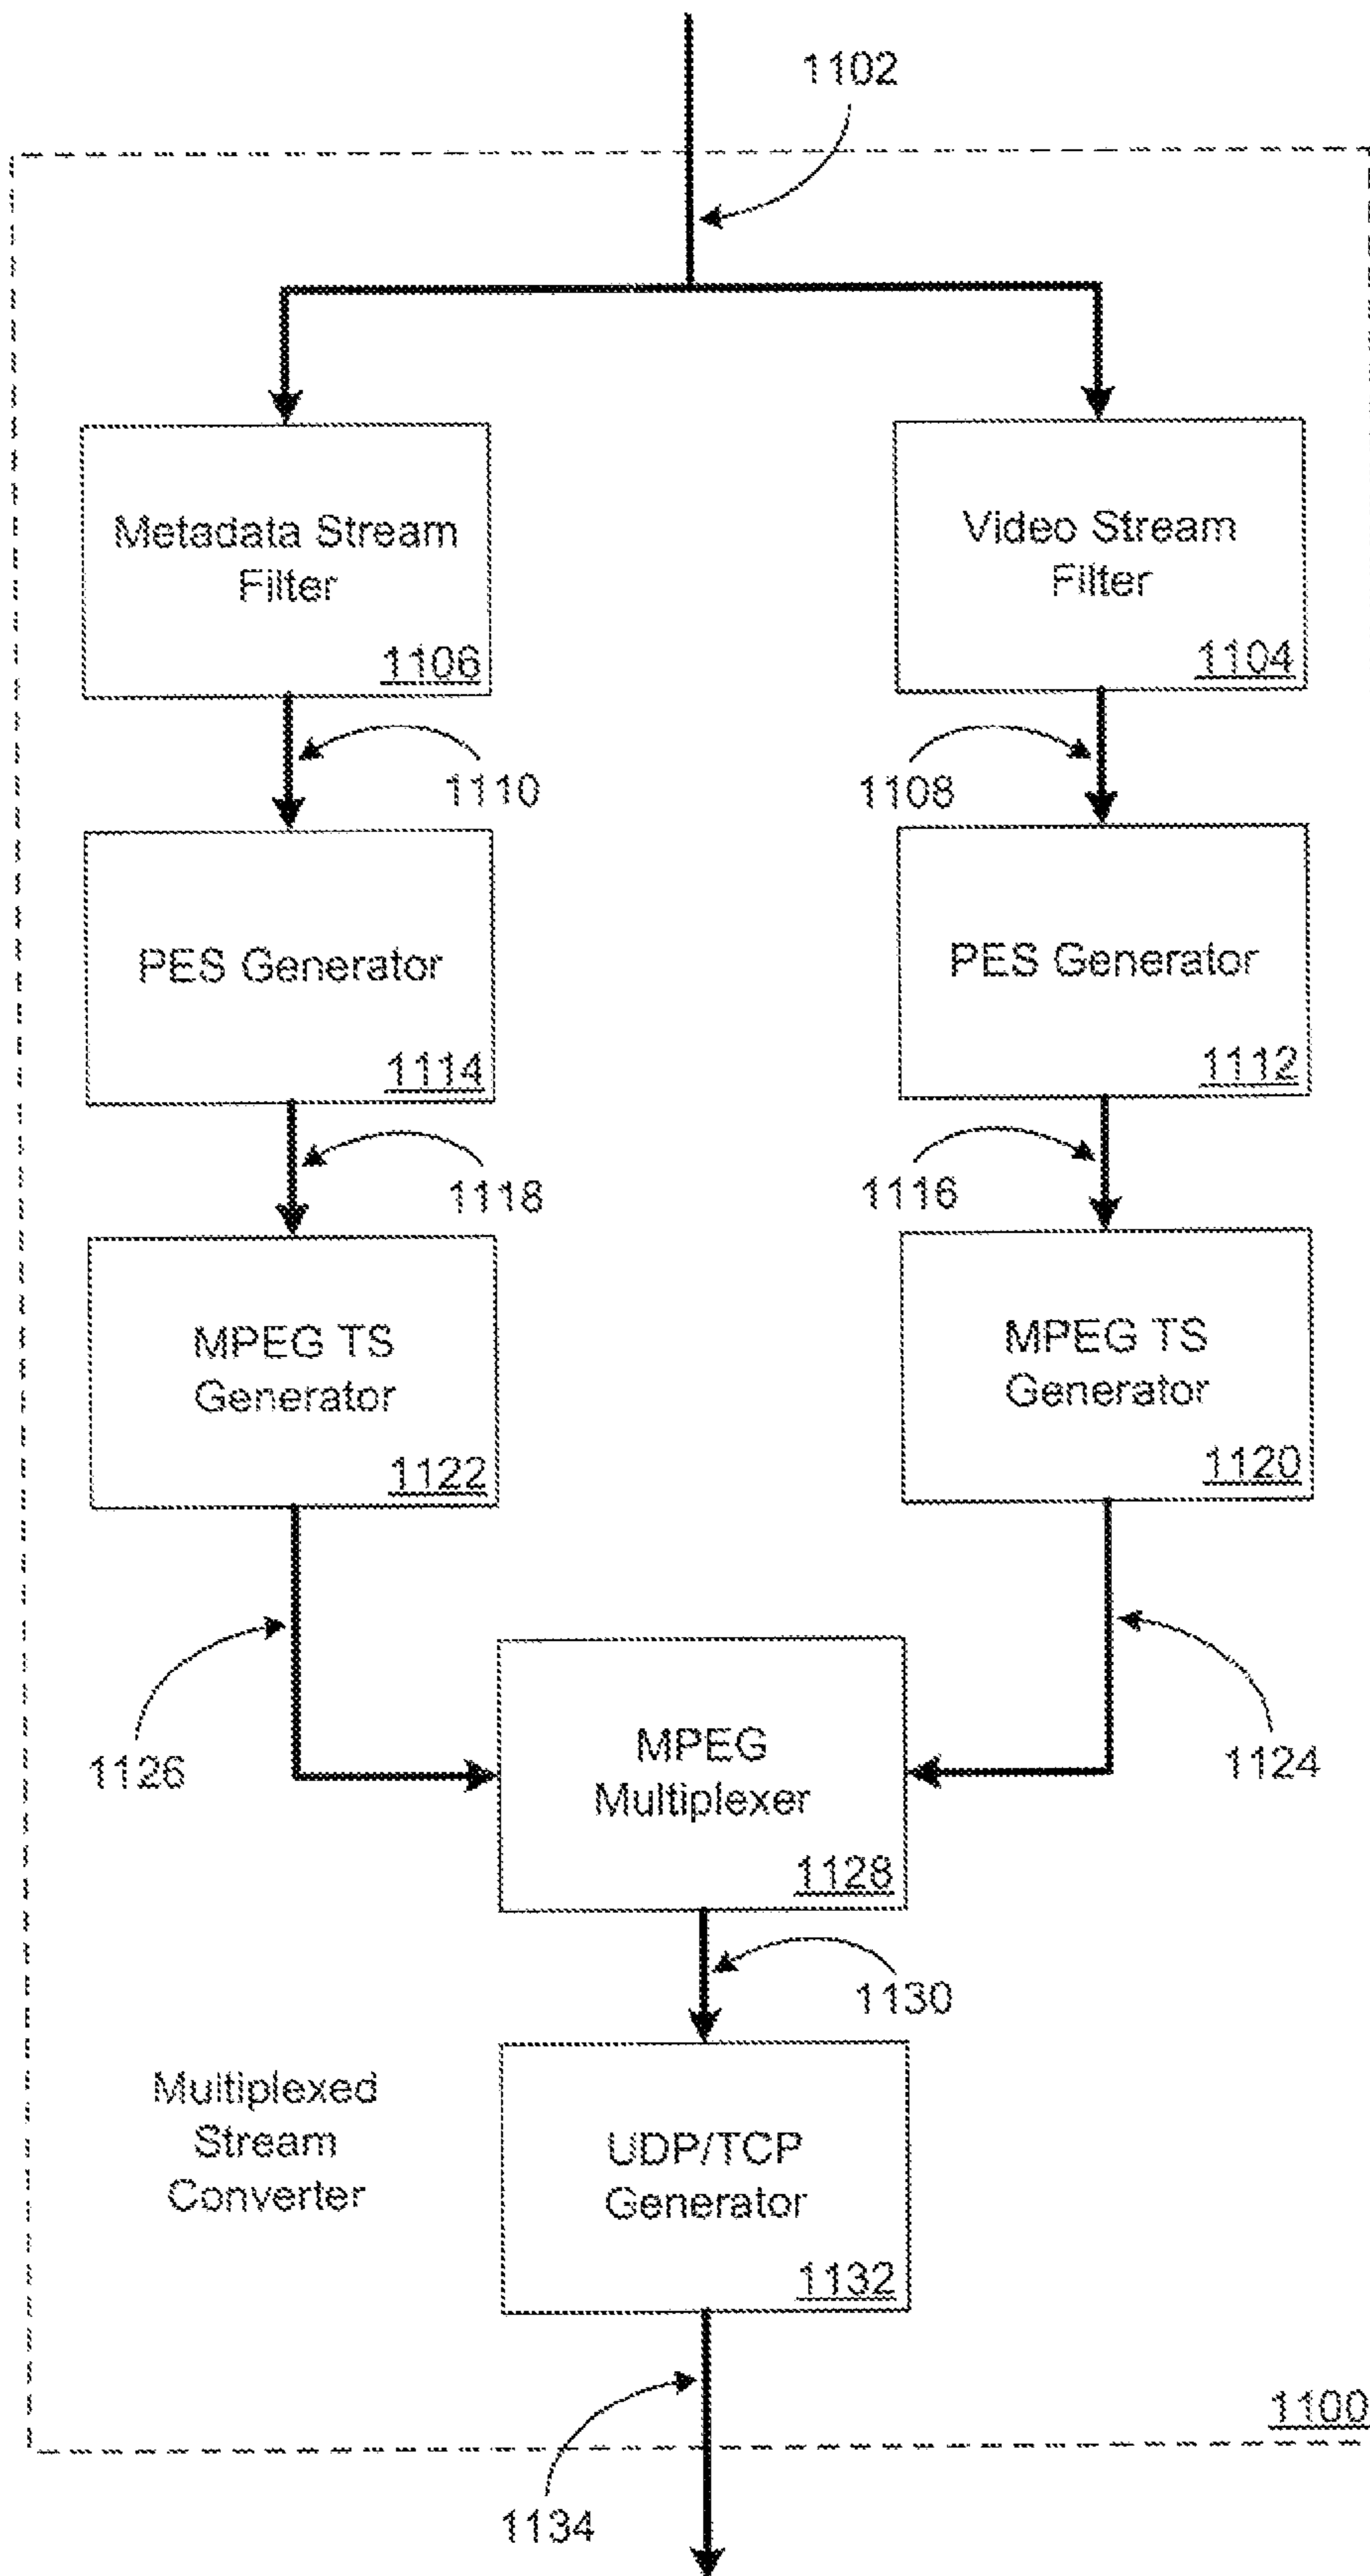 1102
Metadata Stream
Filter
1106
Video Stream
Filter
1104
1110
1108
PES Generator
1114
PES Generator
1112
1118
1116
MPEG TS
Generator
1122
MPEG TS
Generator
1120
1126
MPEG
Multiplexer
1128
1124
1130
Multiplexed
Stream
Converter
UDP/TCP
Generator
1132
1100
1134